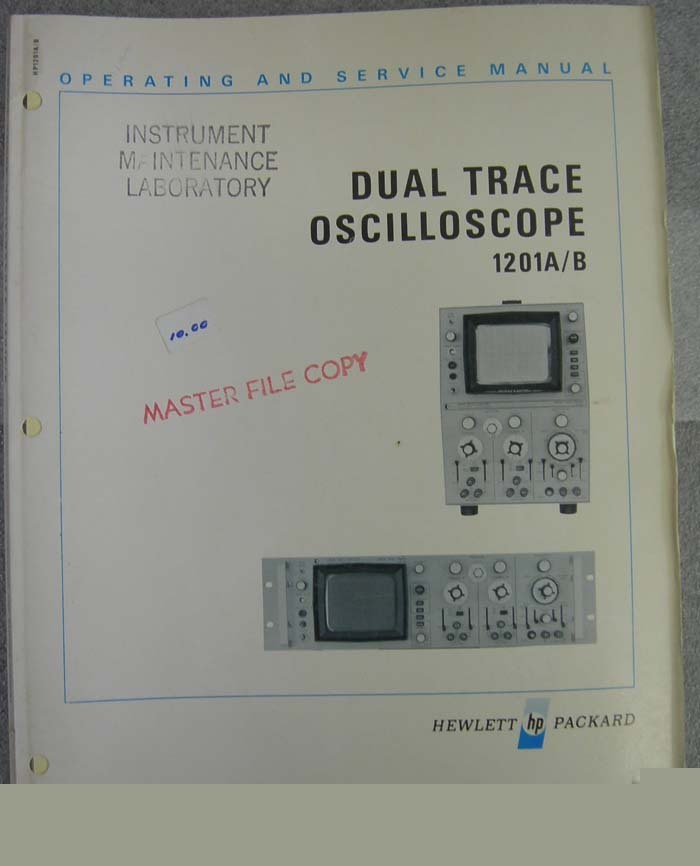 HP1201A/B
OPERATING AND SERVICE MANUAL
INSTRUMENT
MAINTENANCE
LABORATORY
DUAL TRACE
OSCILLOSCOPE
1201A/B
10.00
MASTER FILE COPY
HEWLETT hp PACKARD